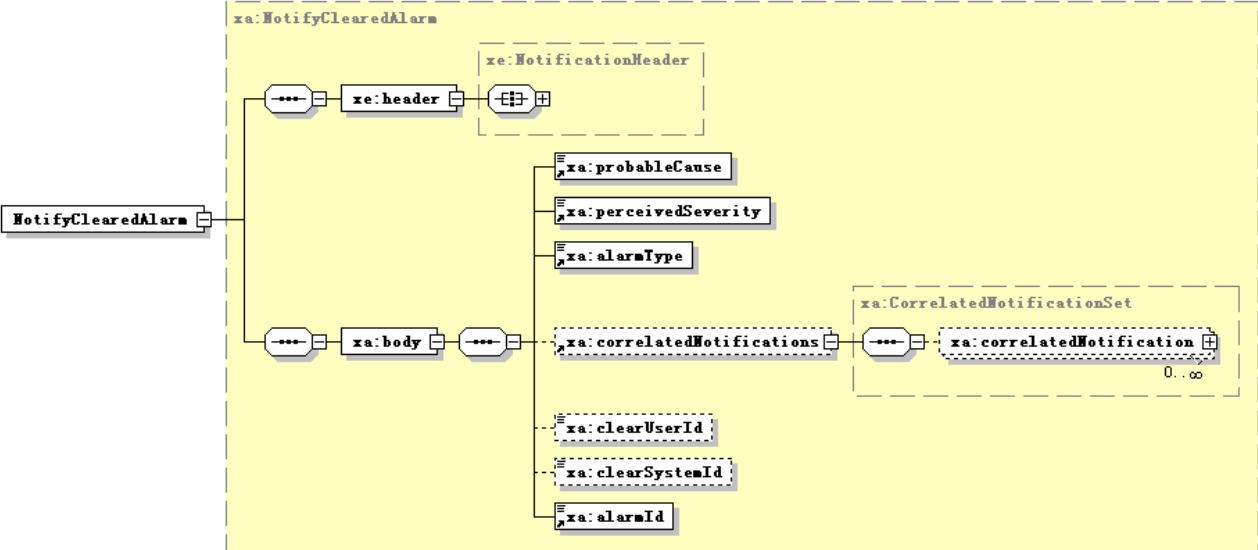 xa:NotifyClearedAlarm
xe:NotificationHeader
xe:header
xa:probableCause
xa:perceivedSeverity
NotifyClearedAlarm
xa:alarmType
xa:CorrelatedNotificationSet
xa:body
xa:correlatedNotifications
xa:correlatedNotification
0..∞
xa:clearUserId
xa:clearSystemId
xa:alarmId